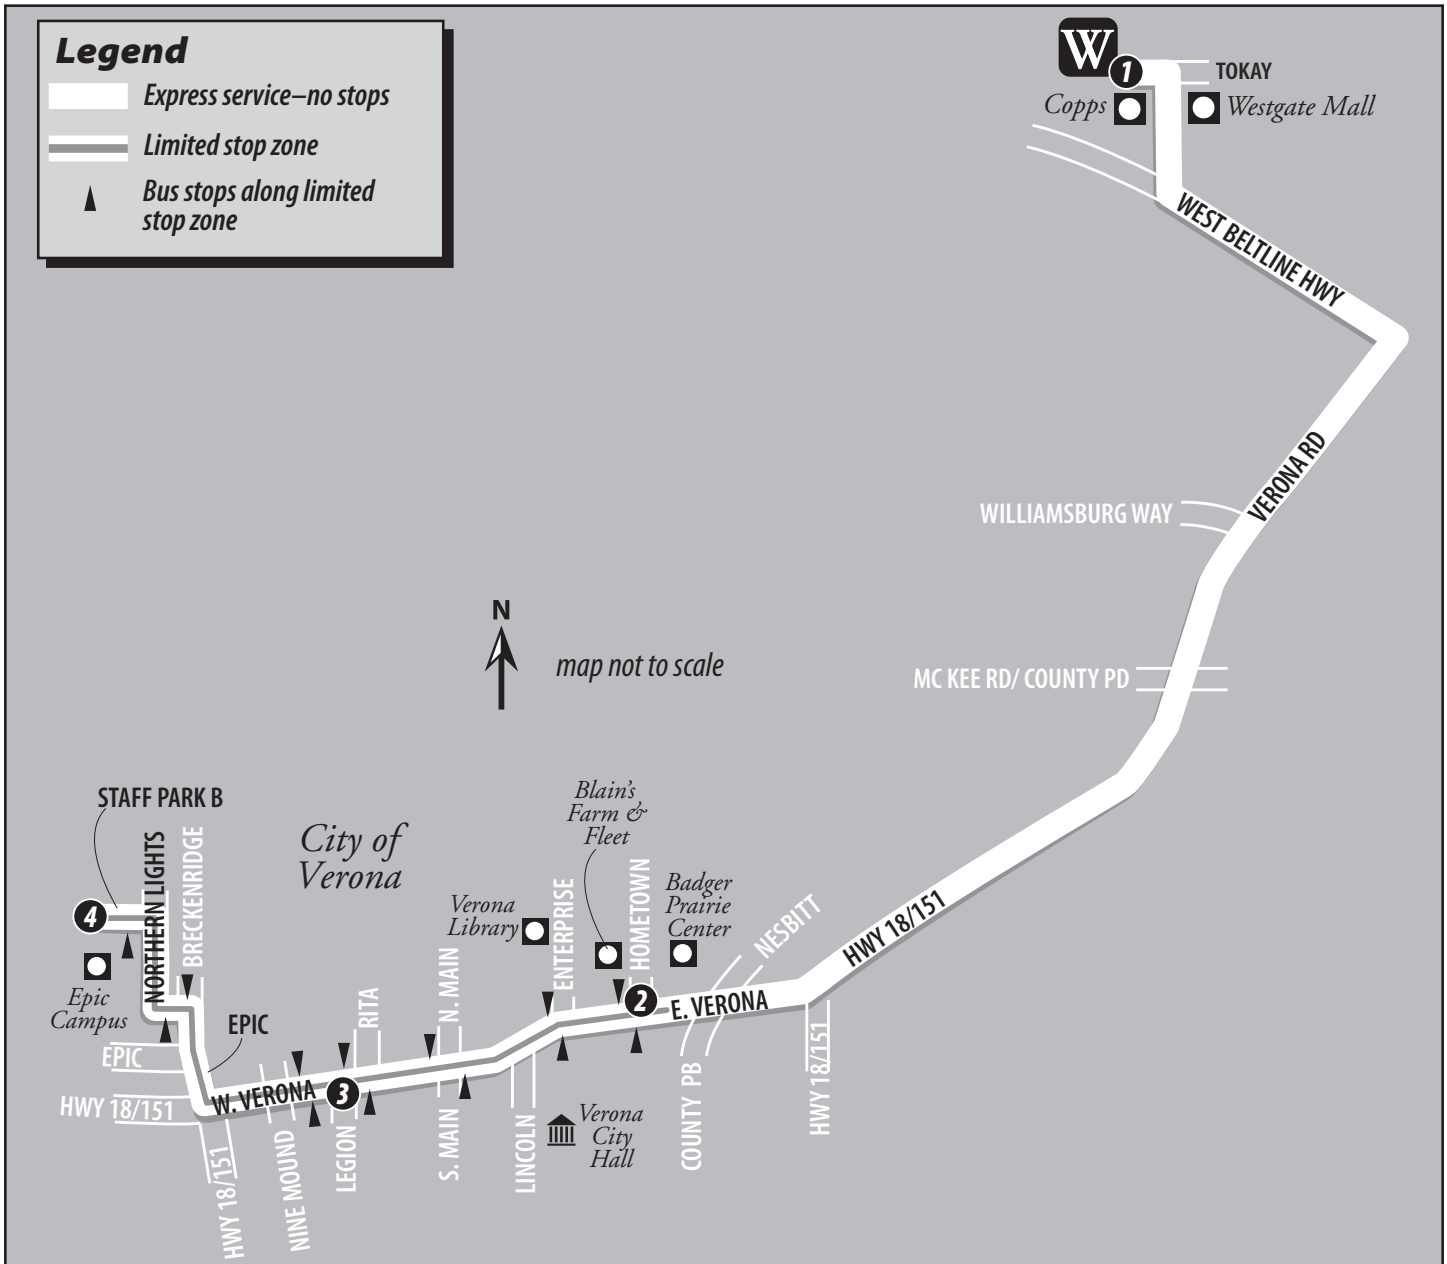 Legend
Express service–no stops
Limited stop zone
Bus stops along limited
stop zone
W
1
TOKAY
Copps
Westgate Mall
WEST BELTLINE HWY
VERONA RD
WILLIAMSBURG WAY
N
map not to scale
MC KEE RD/ COUNTY PD
STAFF PARK B
NORTHERN LIGHTS
BRECKENRIDGE
City of
Verona
Blain's
Farm &
Fleet
Verona
Library
ENTERPRISE
HOMETOWN
Badger
Prairie
Center
NESBITT
HWY 18/151
4
Epic
Campus
N. MAIN
RITA
2
E. VERONA
EPIC
EPIC
HWY 18/151
W. VERONA
3
HWY 18/151
NINE MOUND
LEGION
S. MAIN
LINCOLN
Verona
City
Hall
COUNTY PB
HWY 18/151